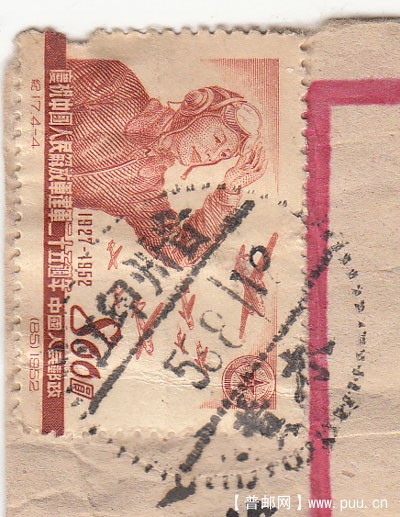 紀17.4-4
(85)1952
慶祝中國人民解放軍建軍二十五週年 中國人民郵政
1927-1952
800圓
【普邮网】www.puu.cn